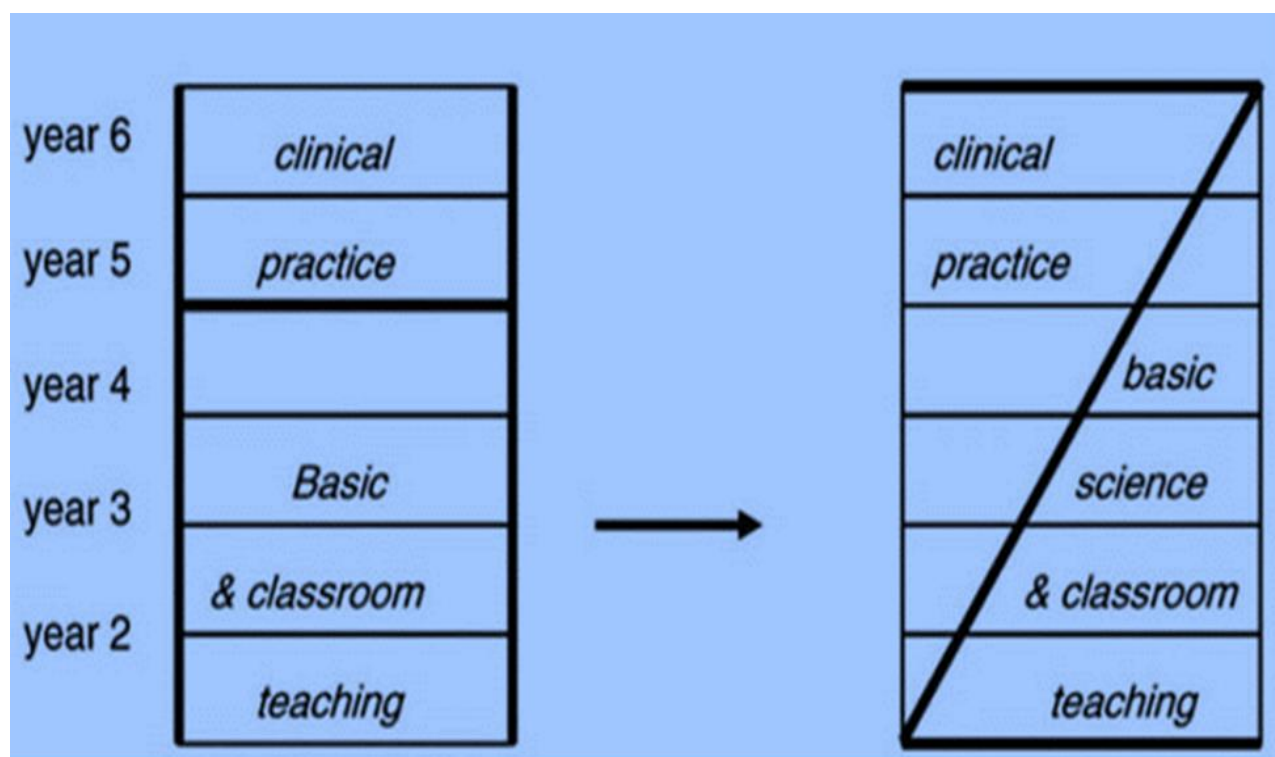 year 6
clinical
clinical
year 5
practice
practice
year 4
basic
year 3
Basic
science
& classroom
& classroom
year 2
teaching
teaching